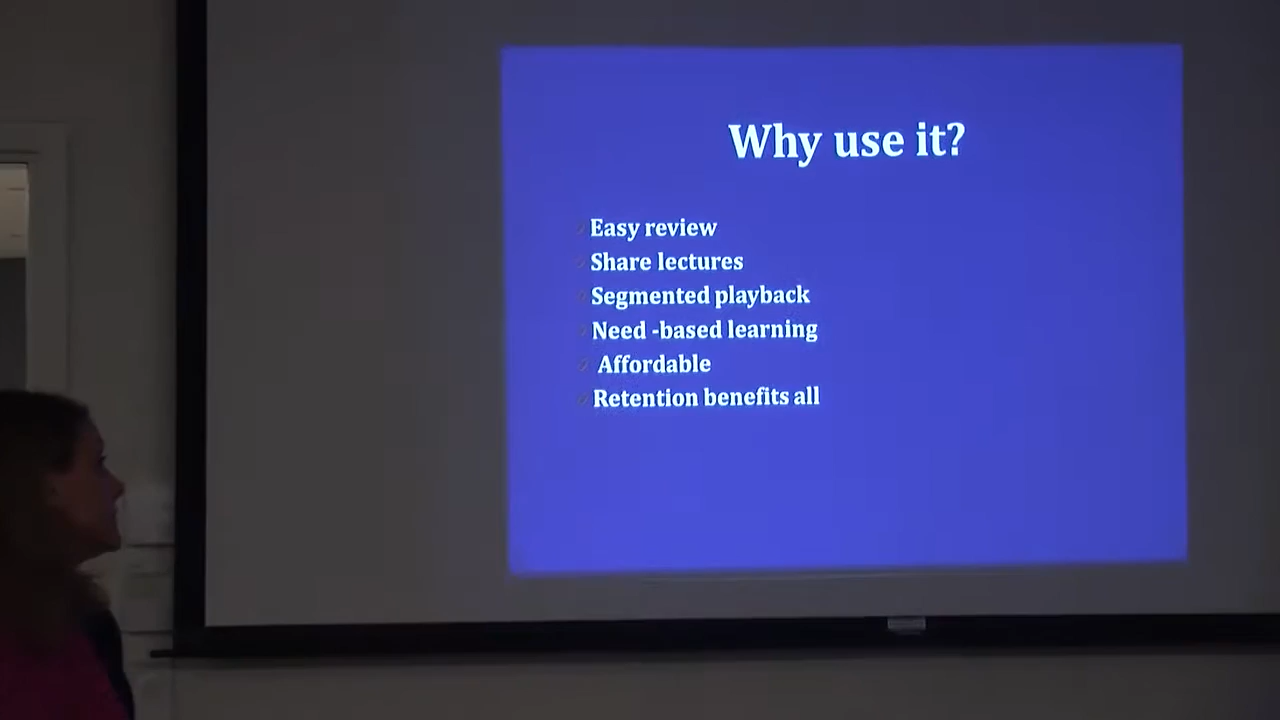 Why use it?
Easy review
Share lectures
Segmented playback
Need -based learning
Affordable
Retention benefits all